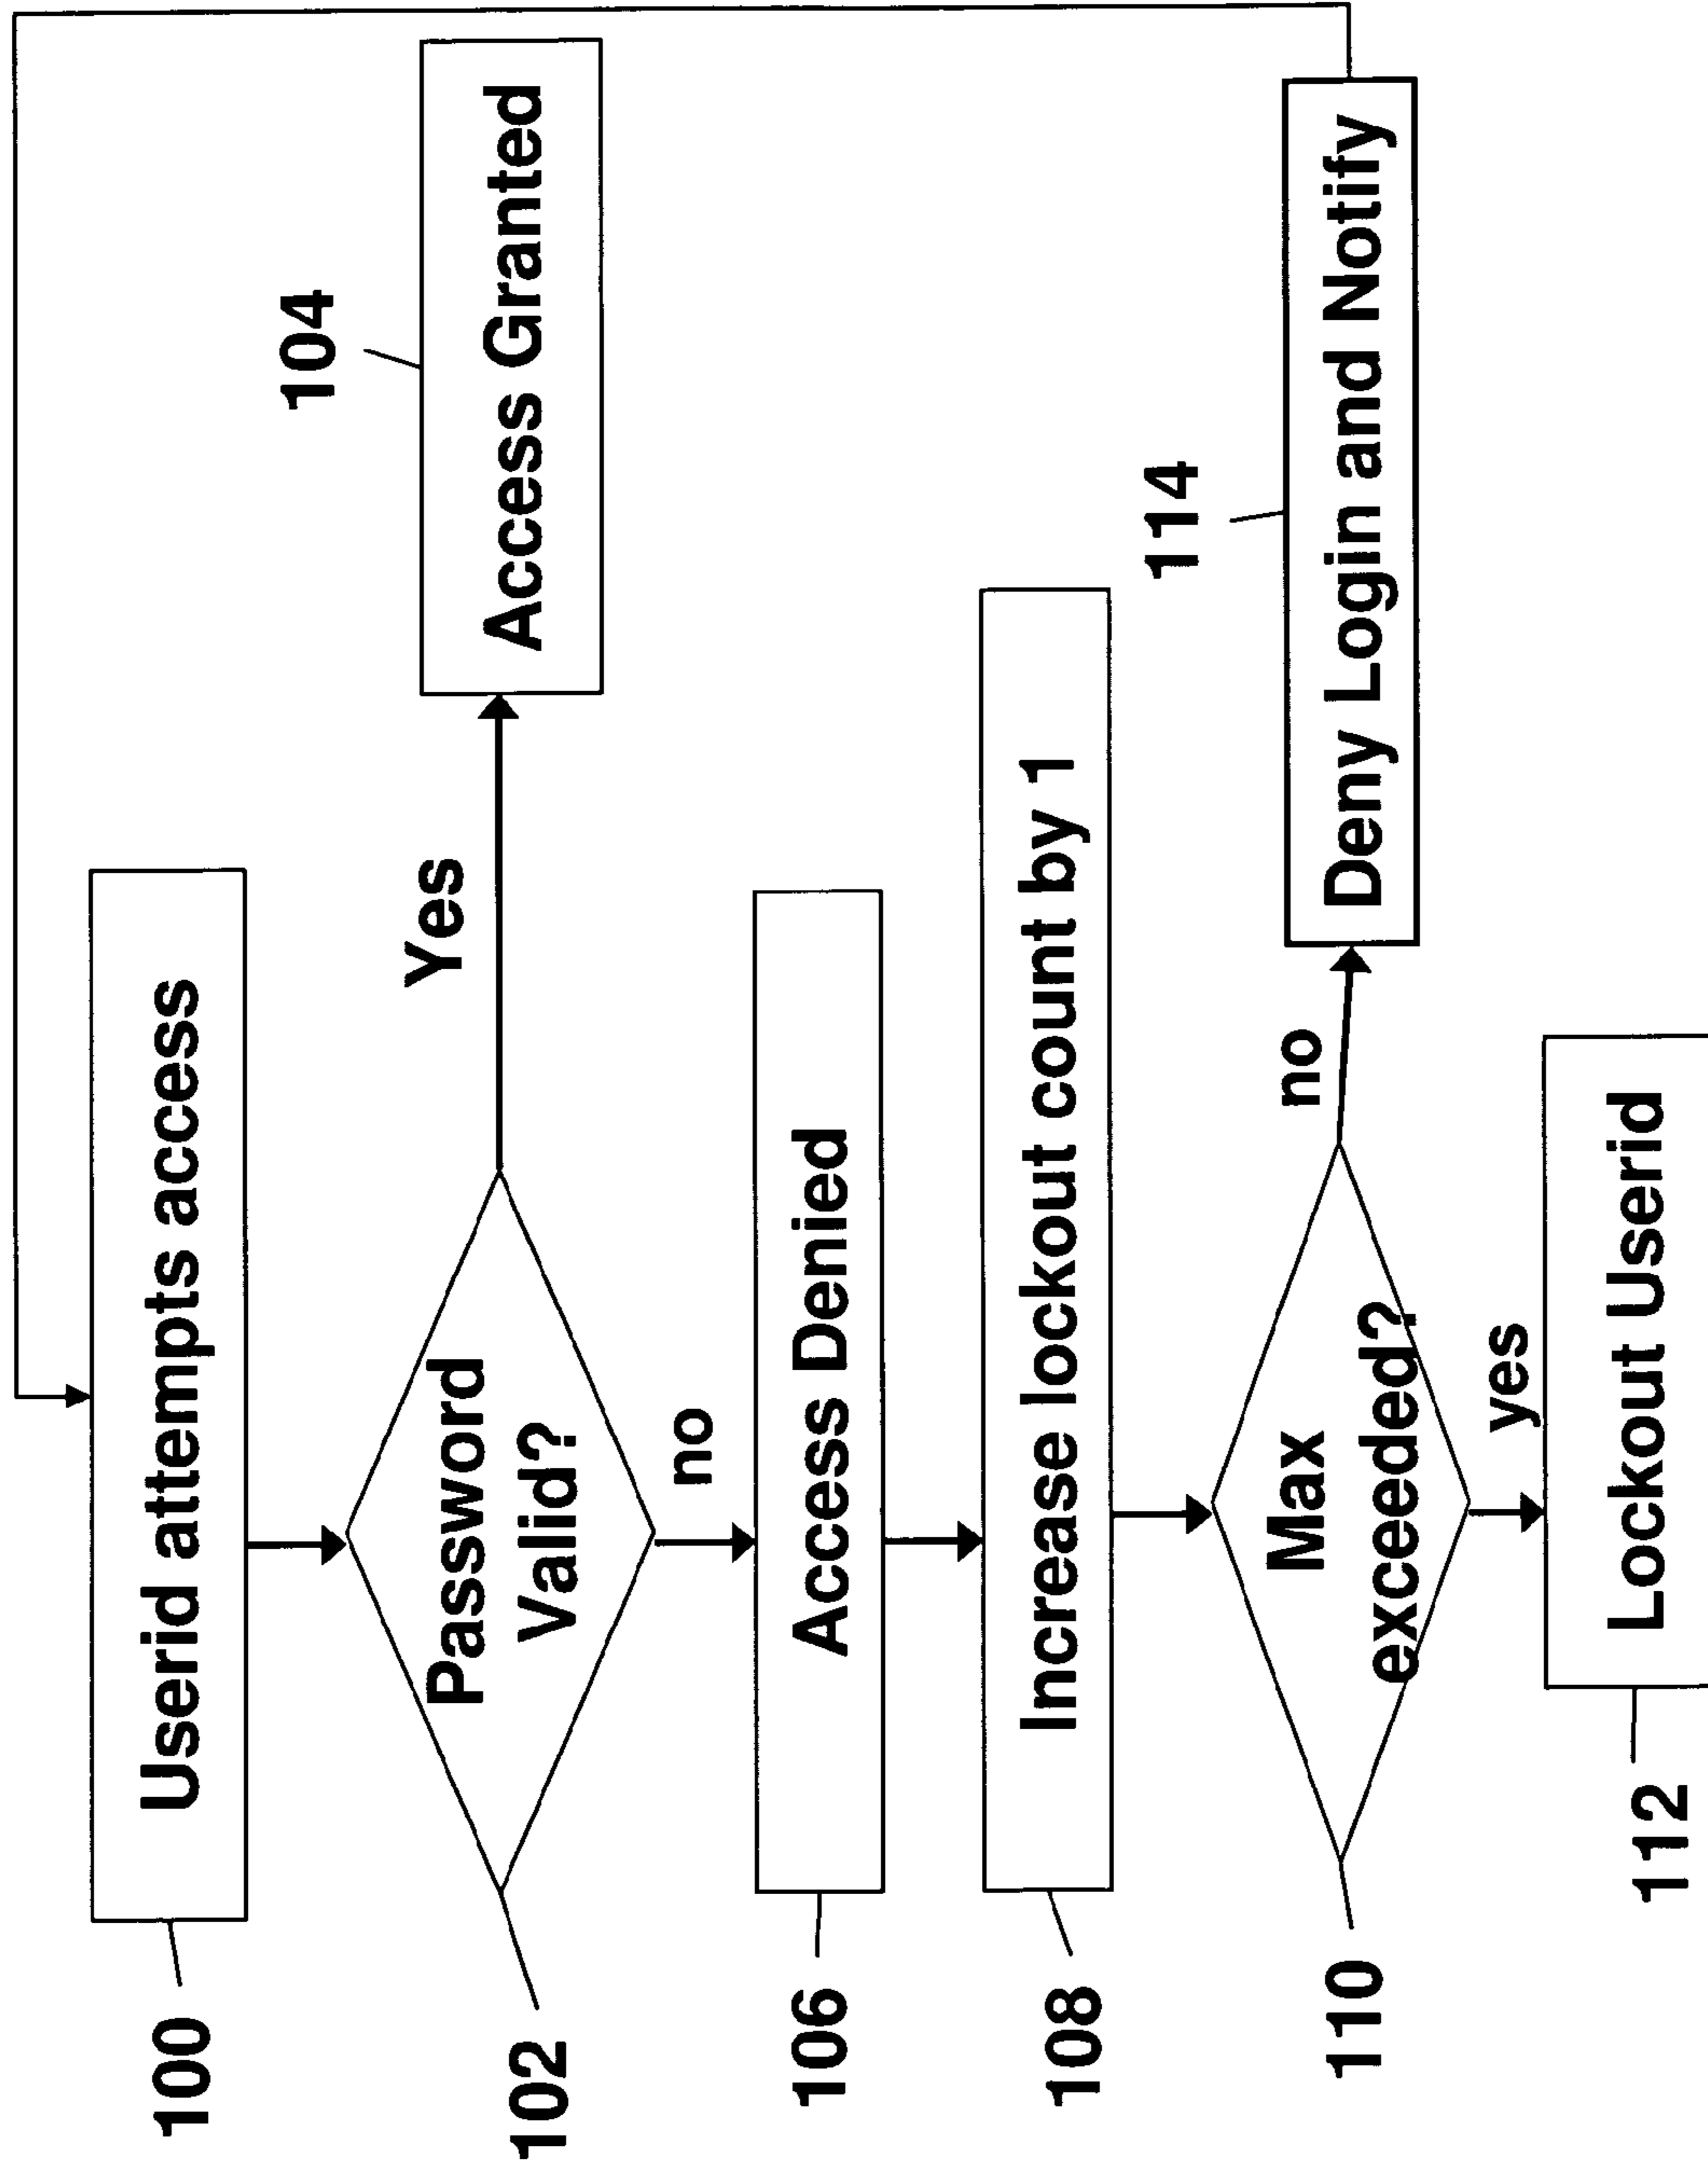 100
Userid attempts access
102
Password
Valid?
Yes
104
Access Granted
no
106
Access Denied
108
Increase lockout count by 1
110
Max
exceeded?
no
114
Deny Login and Notify
yes
112
Lockout Userid